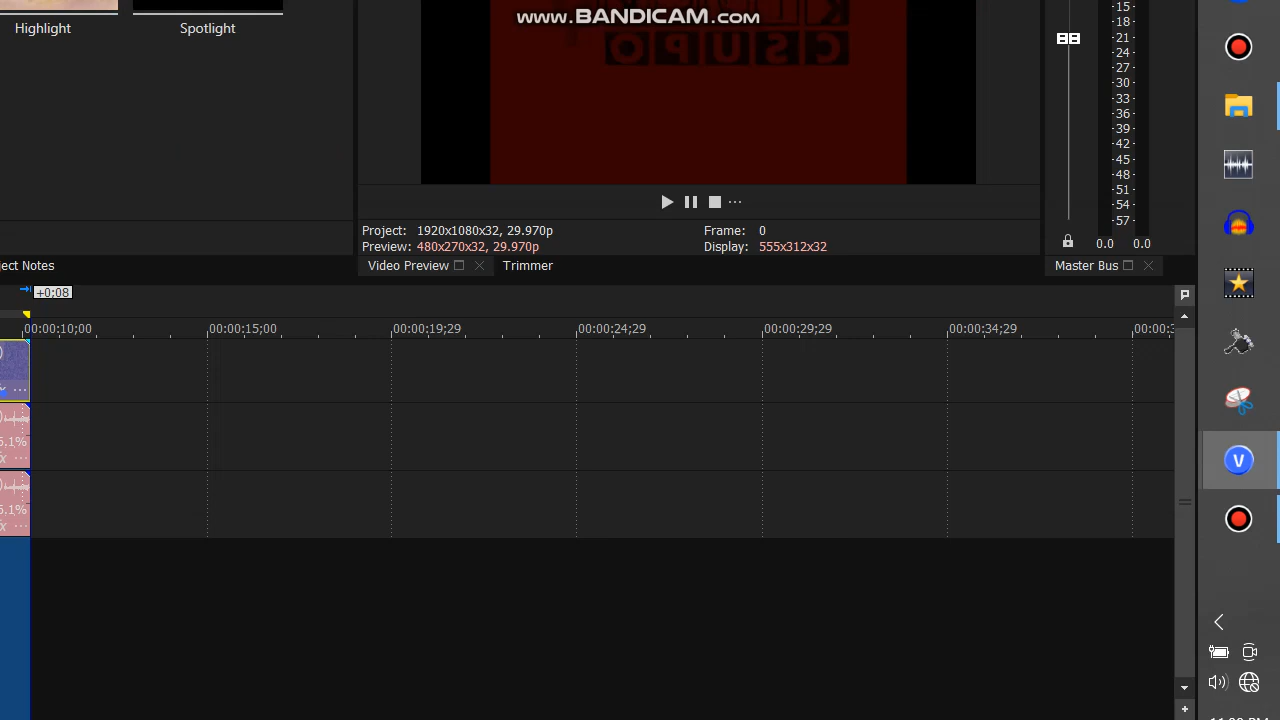 www.BANDICAM.com
Highlight
Spotlight
CSUPO
15
18
21
24
27
30
33
36
39
42
45
48
51
54
57
0.0 0.0
Project: 1920x1080x32, 29.970p
Preview: 480x270x32, 29.970p
Frame: 0
Display: 555x312x32
ject Notes
Video Preview
Trimmer
Master Bus
+0;08
00:00:10;00
00:00:15;00
00:00:19;29
00:00:24;29
00:00:29;29
00:00:34;29
00:00:3
5.1%
5.1%
V